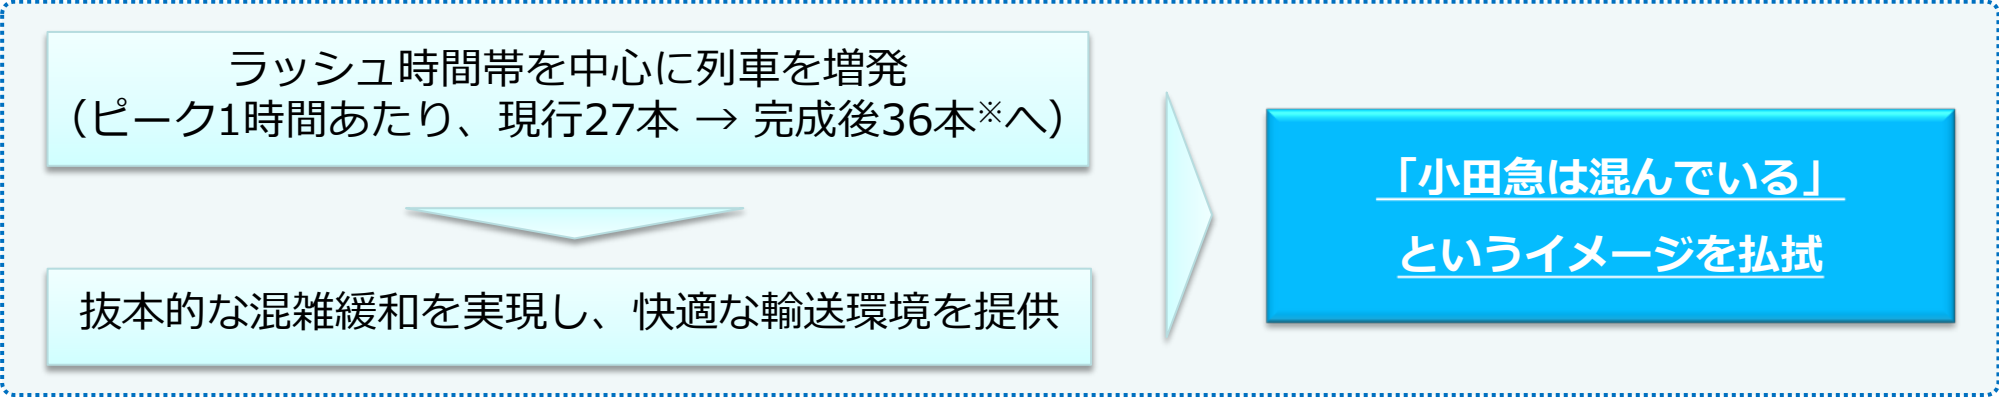 ラッシュ時間帯を中心に列車を増発
（ピーク1時間あたり、現行27本 → 完成後36本※へ）
抜本的な混雑緩和を実現し、快適な輸送環境を提供
「小田急は混んでいる」
というイメージを払拭